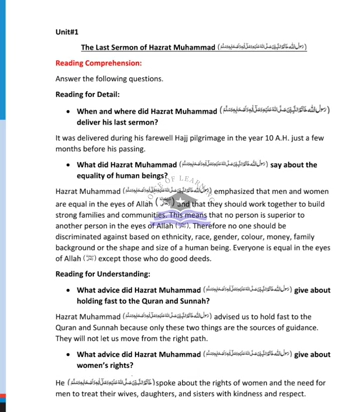 Unit#1
The Last Sermon of Hazrat Muhammad
Reading Comprehension:
Answer the following questions.
Reading for Detail:
• When and where did Hazrat Muhammad
deliver his last sermon?
It was delivered during his farewell Hajj pilgrimage in the year 10 A.H. just a few
months before his passing.
• What did Hazrat Muhammad say about the
equality of human beings?
Hazrat Muhammad emphasized that men and women
are equal in the eyes of Allah and that they should work together to build
strong families and communities. This means that no person is superior to
another person in the eyes of Allah . Therefore no one should be
discriminated against based on ethnicity, race, gender, colour, money, family
background or the shape and size of a human being. Everyone is equal in the eyes
of Allah except those who do good deeds.
Reading for Understanding:
• What advice did Hazrat Muhammad give about
holding fast to the Quran and Sunnah?
Hazrat Muhammad advised us to hold fast to the
Quran and Sunnah because only these two things are the sources of guidance.
They will not let us move from the right path.
• What advice did Hazrat Muhammad give about
women's rights?
He spoke about the rights of women and the need for
men to treat their wives, daughters, and sisters with kindness and respect.